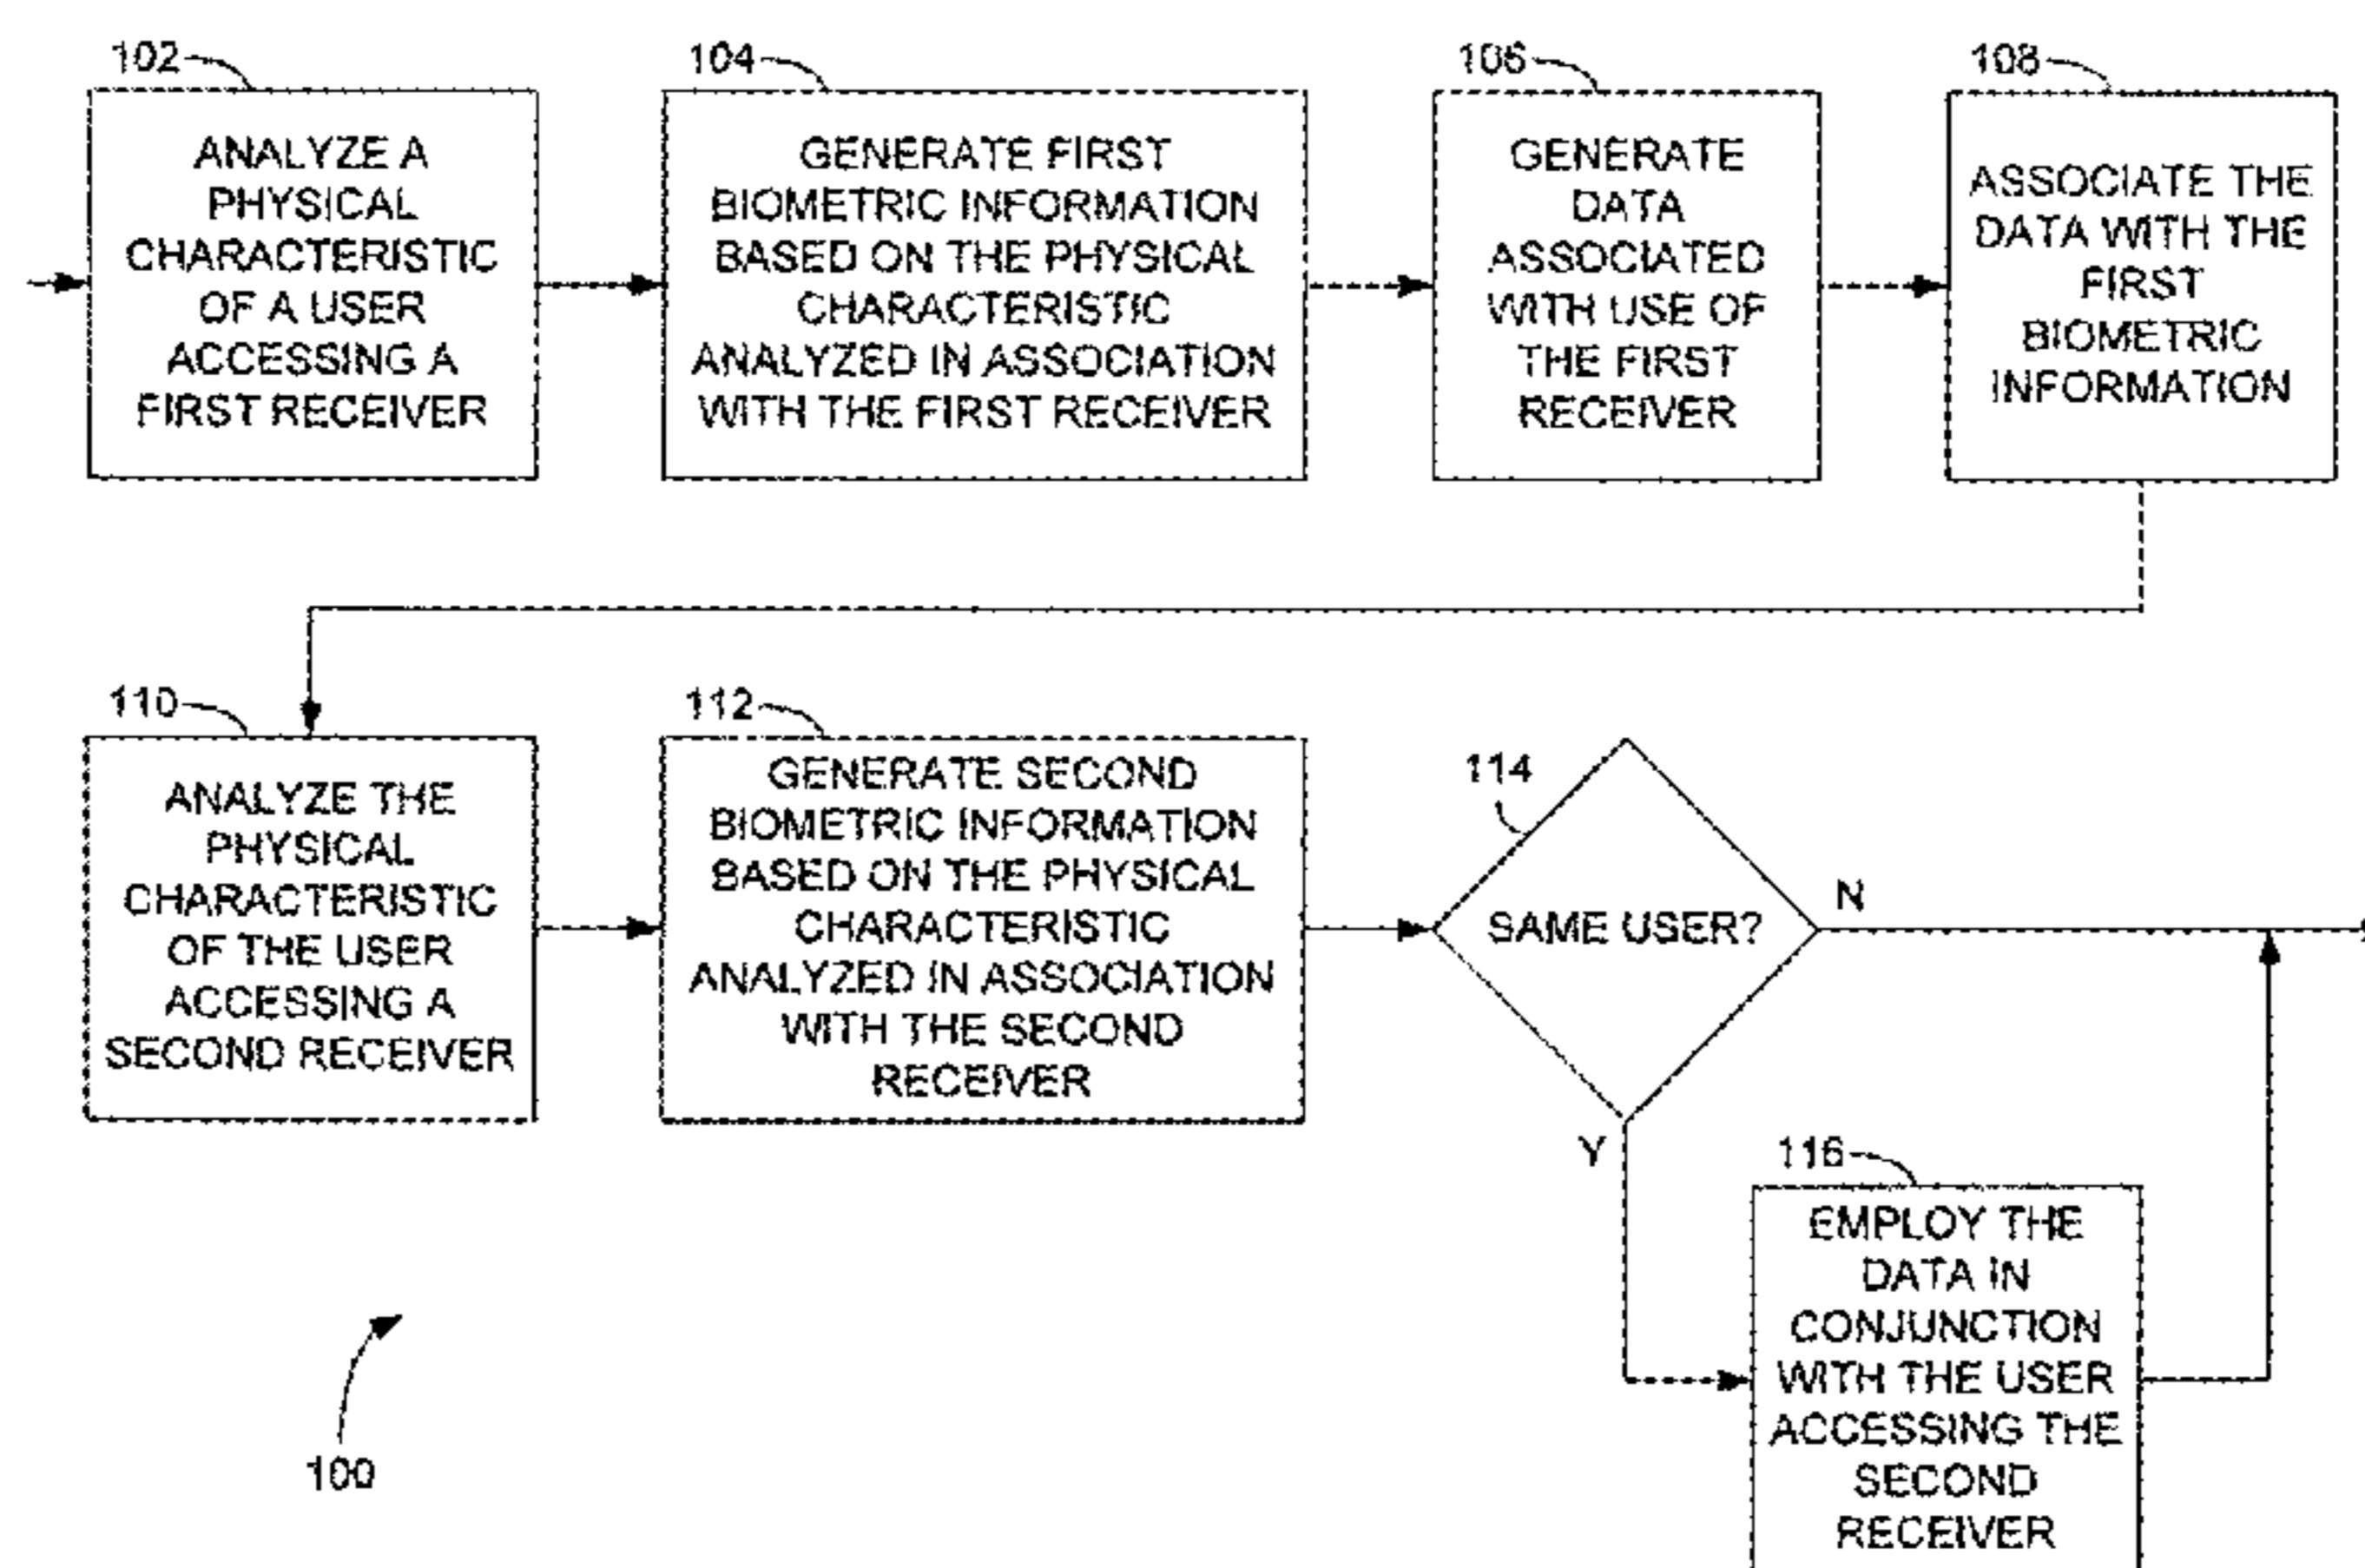 102
ANALYZE A
PHYSICAL
CHARACTERISTIC
OF A USER
ACCESSING A
FIRST RECEIVER
104
GENERATE FIRST
BIOMETRIC INFORMATION
BASED ON THE PHYSICAL
CHARACTERISTIC
ANALYZED IN ASSOCIATION
WITH THE FIRST RECEIVER
106
GENERATE
DATA
ASSOCIATED
WITH USE OF
THE FIRST
RECEIVER
108
ASSOCIATE THE
DATA WITH THE
FIRST
BIOMETRIC
INFORMATION
110
ANALYZE THE
PHYSICAL
CHARACTERISTIC
OF THE USER
ACCESSING A
SECOND RECEIVER
112
GENERATE SECOND
BIOMETRIC INFORMATION
BASED ON THE PHYSICAL
CHARACTERISTIC
ANALYZED IN ASSOCIATION
WITH THE SECOND
RECEIVER
114
SAME USER?
N
Y
116
EMPLOY THE
DATA IN
CONJUNCTION
WITH THE USER
ACCESSING THE
SECOND
RECEIVER
100